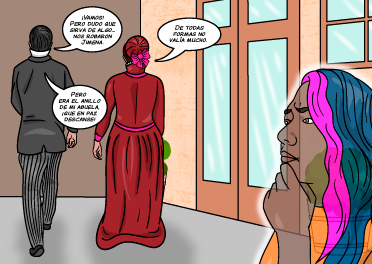 ¡Vamos!
Pero dudo que
sirva de algo...
nos robaron
Jimena.
De todas
formas no
valía mucho.
Pero
era el anillo
de mi abuela,
¡que en paz
descanse!